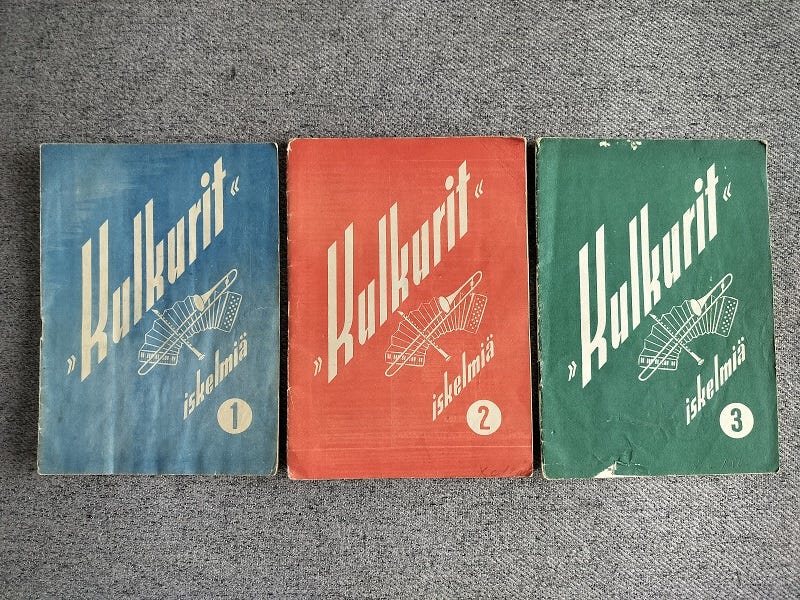 »Kulkurit«
iskelmiä
1
»Kulkurit«
iskelmiä
2
»Kulkurit«
iskelmiä
3